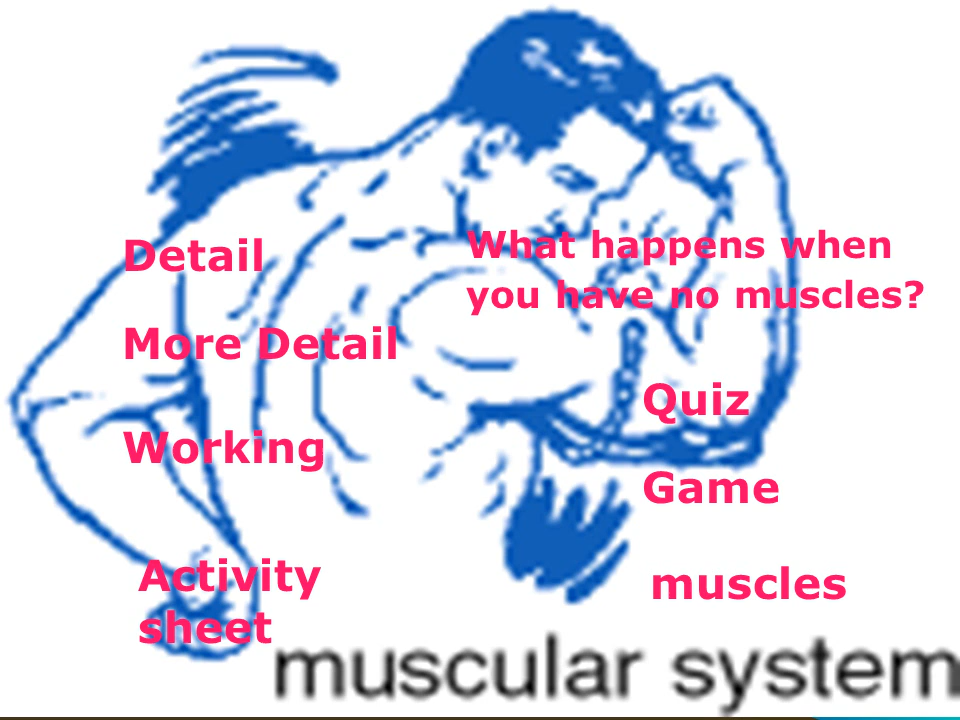 Detail
More Detail
Working
Activity
sheet
What happens when
you have no muscles?
Quiz
Game
muscles
muscular system